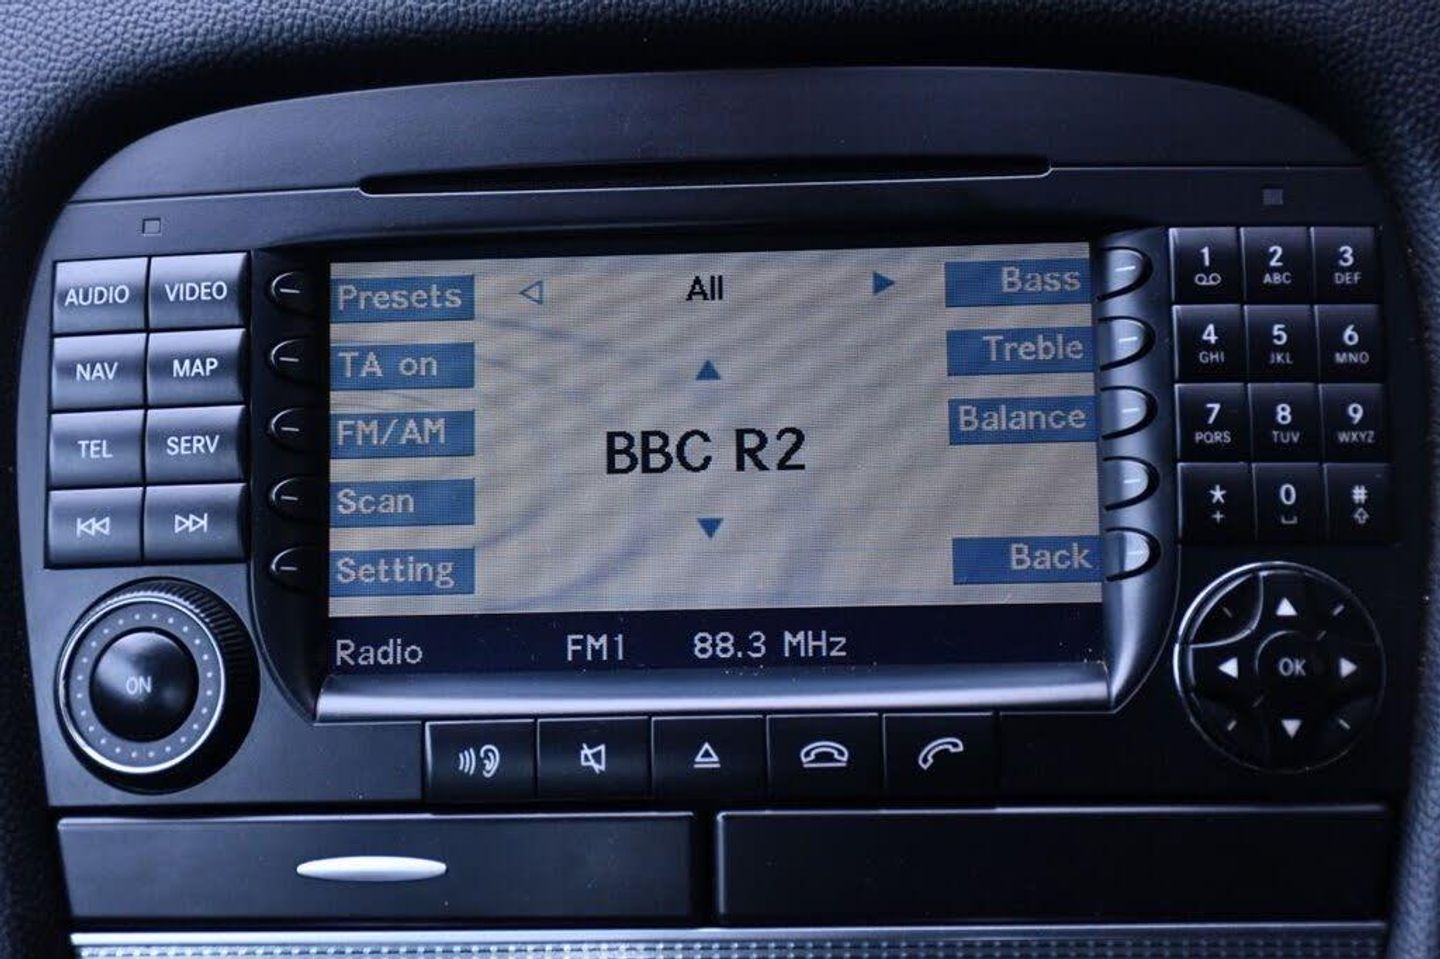 AUDIO VIDEO
NAV MAP
TEL SERV
ON
Presets
TA on
FM/AM
Scan
Setting
All
BBC R2
Bass
Treble
Balance
Back
Radio FM1 88.3 MHz
1 2 3
ABC DEF
4 5 6
GHI JKL MNO
7 8 9
PQRS TUV WXYZ
* 0 #
+
OK